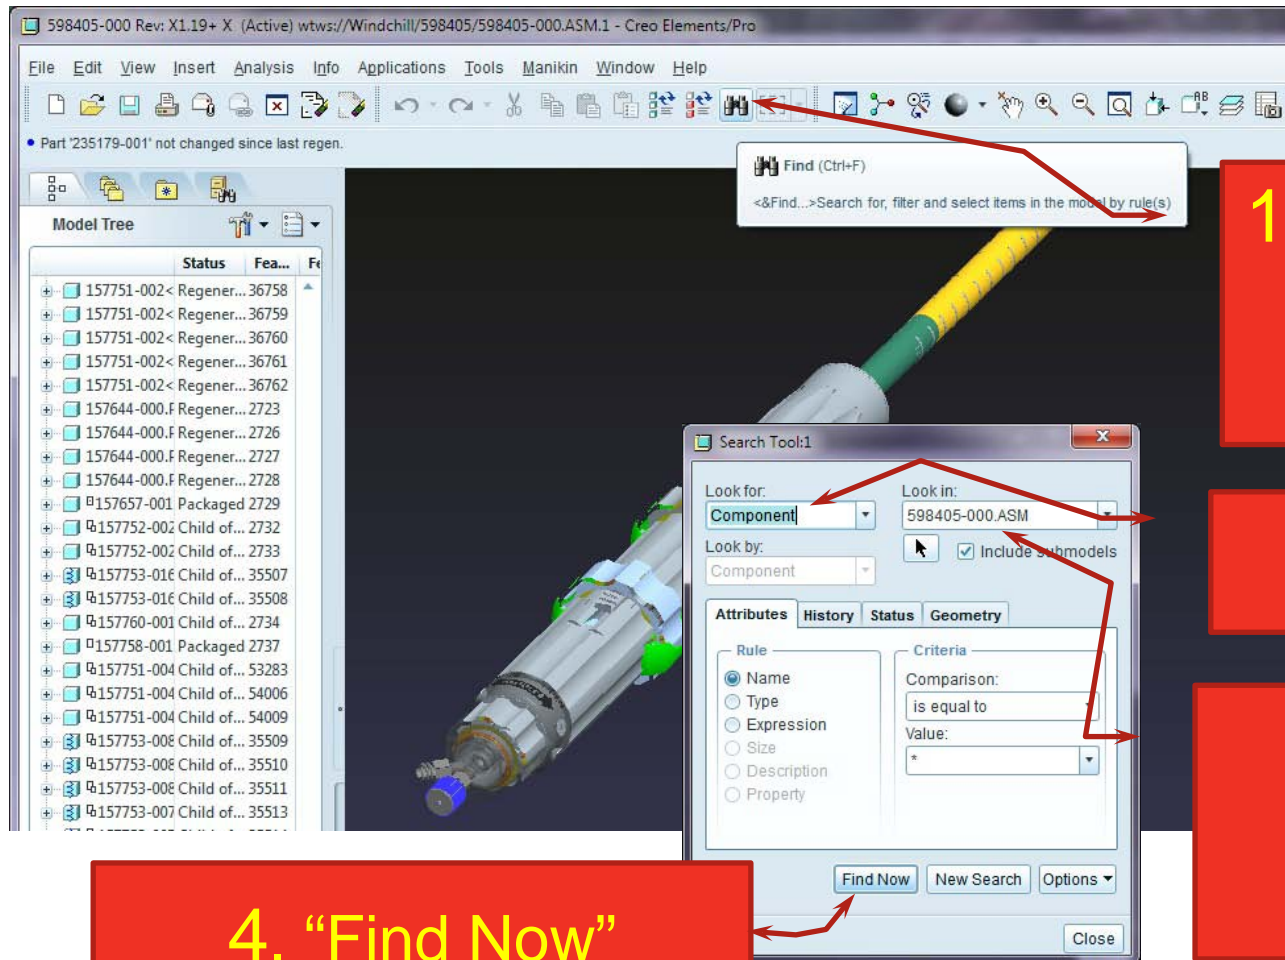 598405-000 Rev: X1.19+ X (Active) wtws://Windchill/598405/598405-000.ASM.1 - Creo Elements/Pro
File Edit View Insert Analysis Info Applications Tools Manikin Window Help
• Part '235179-001' not changed since last regen.
Find (Ctrl+F)
<&Find...>Search for, filter and select items in the model by rule(s)
1
Model Tree
Status Fea... Fe
157751-002< Regener... 36758
157751-002< Regener... 36759
157751-002< Regener... 36760
157751-002< Regener... 36761
157751-002< Regener... 36762
157644-000.F Regener... 2723
157644-000.F Regener... 2726
157644-000.F Regener... 2727
157644-000.F Regener... 2728
157657-001 Packaged 2729
157752-002 Child of... 2732
157752-002 Child of... 2733
157753-016 Child of... 35507
157753-016 Child of... 35508
157760-001 Child of... 2734
157758-001 Packaged 2737
157751-004 Child of... 53283
157751-004 Child of... 54006
157751-004 Child of... 54009
157753-008 Child of... 35509
157753-008 Child of... 35510
157753-008 Child of... 35511
157753-007 Child of... 35513
Search Tool:1
Look for: Look in:
Component 598405-000.ASM
Look by: Include submodels
Component
Attributes History Status Geometry
Rule Criteria
Name Comparison:
Type is equal to
Expression Value:
Size *
Description
Property
Find Now New Search Options
Close
4. “Find Now”